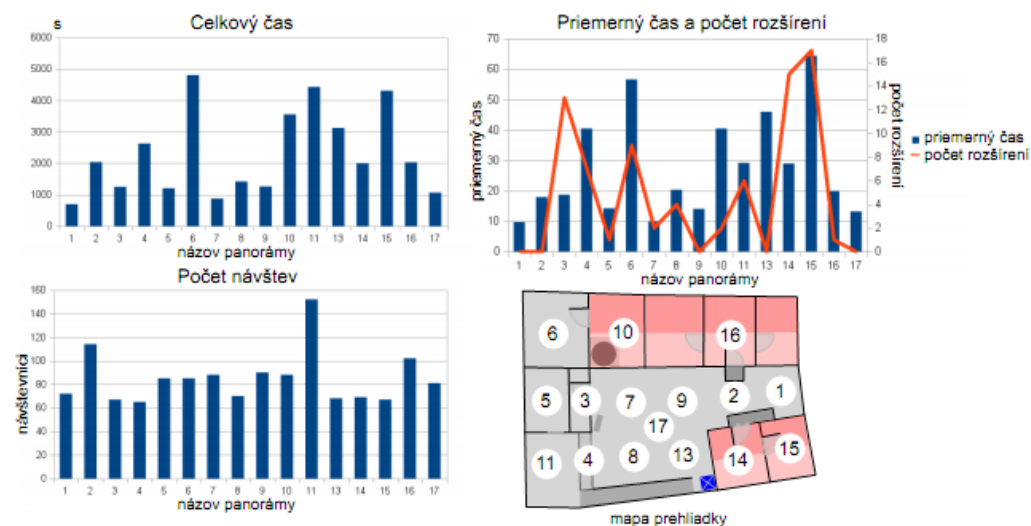 Celkový čas
s
6000
5000
4000
3000
2000
1000
0
1 2 3 4 5 6 7 8 9 10 11 13 14 15 16 17
názov panorámy
Priemerný čas a počet rozšírení
70
60
50
40
30
20
10
0
priemerný čas
18
16
14
12
10
8
6
4
2
0
počet rozšírení
1 2 3 4 5 6 7 8 9 10 11 13 14 15 16 17
názov panorámy
priemerný čas
počet rozšírení
Počet návštev
160
140
120
100
80
60
40
20
0
návštevníci
1 2 3 4 5 6 7 8 9 10 11 13 14 15 16 17
názov panorámy
6 10 16
5 3 7 9 2 1
17
11 4 8 13 14 15
mapa prehliadky